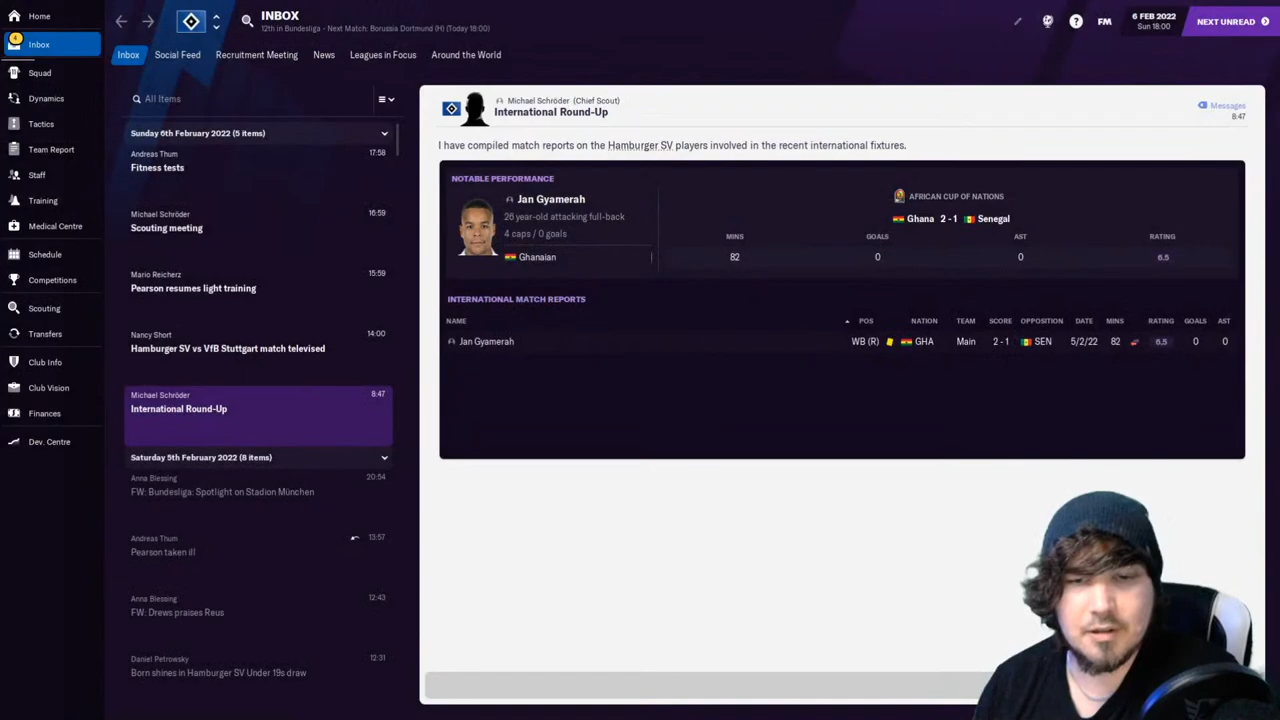 Home
4
Inbox
Squad
Dynamics
Tactics
Team Report
Staff
Training
Medical Centre
Schedule
Competitions
Scouting
Transfers
Club Info
Club Vision
Finances
Dev. Centre
INBOX
12th in Bundesliga - Next Match: Borussia Dortmund (H) (Today 18:00)
? FM
6 FEB 2022
Sun 18:00
NEXT UNREAD
Inbox Social Feed Recruitment Meeting News Leagues in Focus Around the World
All Items
Sunday 6th February 2022 (5 items)
Andreas Thum 17:58
Fitness tests
Michael Schröder 16:59
Scouting meeting
Mario Reicherz 15:59
Pearson resumes light training
Nancy Short 14:00
Hamburger SV vs VfB Stuttgart match televised
Michael Schröder 8:47
International Round-Up
Saturday 5th February 2022 (8 items)
Anna Blessing 20:54
FW: Bundesliga: Spotlight on Stadion München
Andreas Thum 13:57
Pearson taken ill
Anna Blessing 12:43
FW: Drews praises Reus
Daniel Petrowsky 12:31
Born shines in Hamburger SV Under 19s draw
Michael Schröder (Chief Scout)
International Round-Up
Messages
8:47
I have compiled match reports on the Hamburger SV players involved in the recent international fixtures.
NOTABLE PERFORMANCE
Jan Gyamerah
26 year-old attacking full-back
4 caps / 0 goals
Ghanaian
AFRICAN CUP OF NATIONS
Ghana 2 - 1 Senegal
MINS GOALS AST RATING
82 0 0 6.5
INTERNATIONAL MATCH REPORTS
NAME POS NATION TEAM SCORE OPPOSITION DATE MINS RATING GOALS AST
Jan Gyamerah WB (R) GHA Main 2 - 1 SEN 5/2/22 82 6.5 0 0